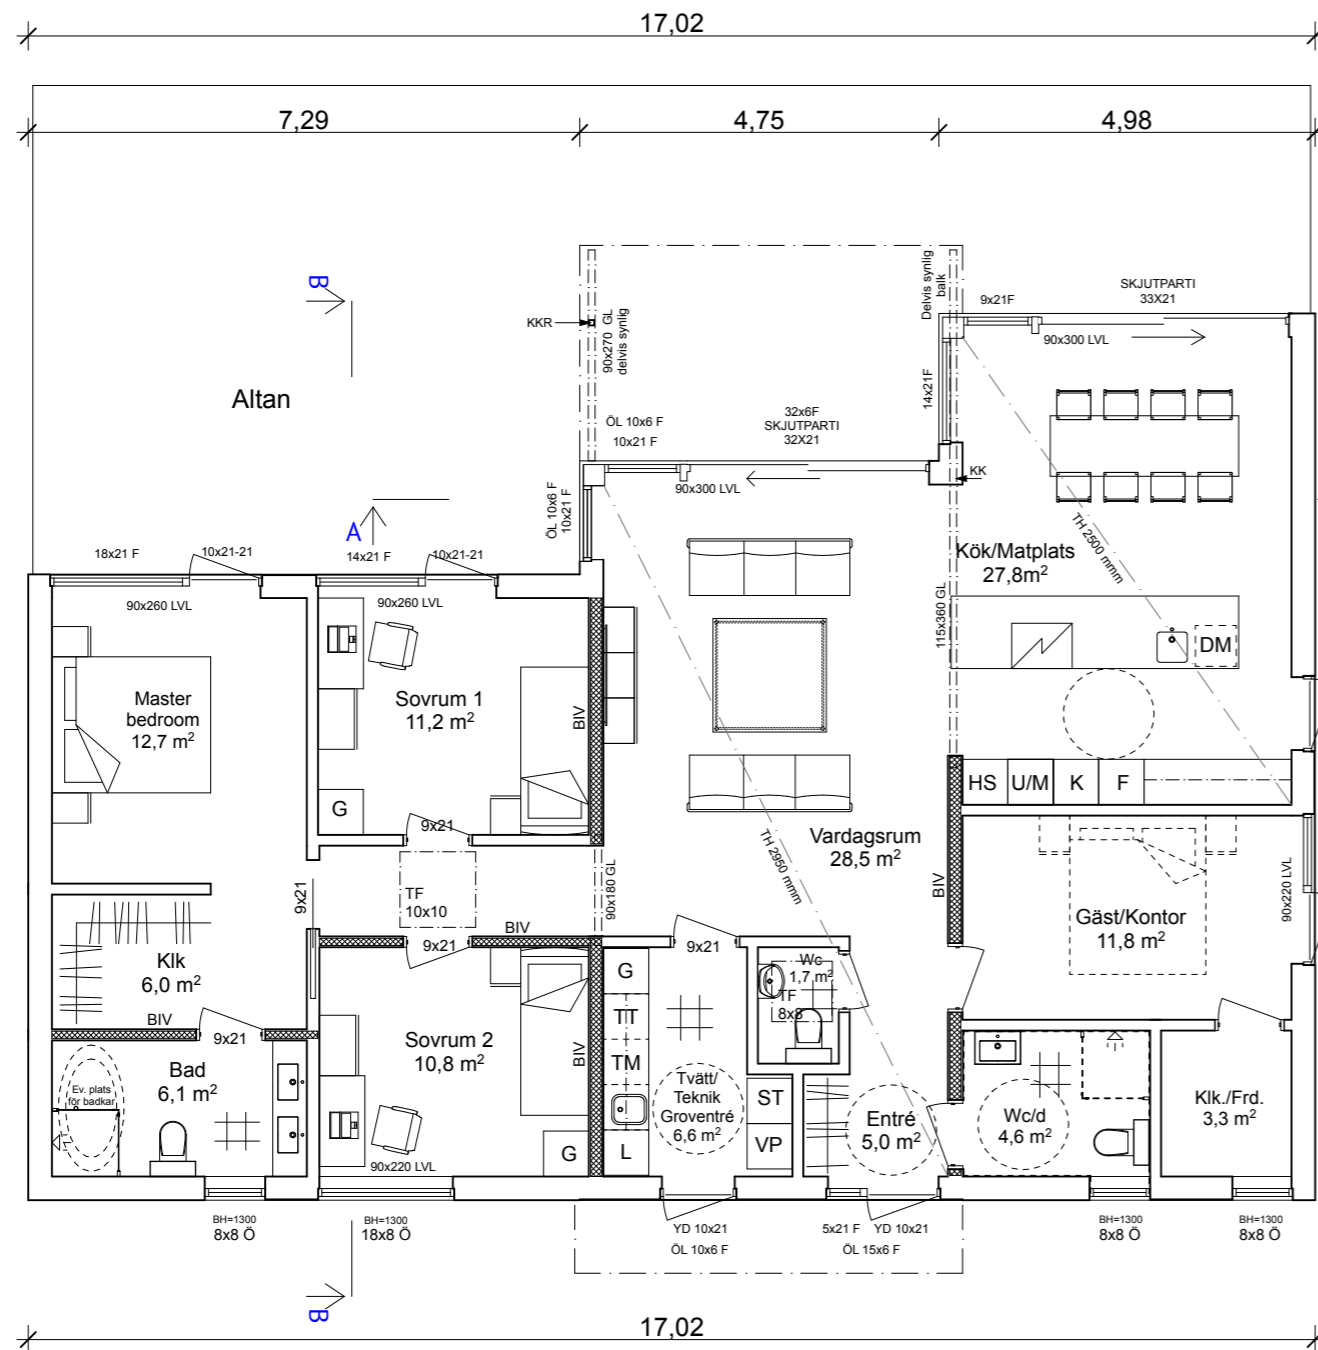 17,02
7,29
4,75
4,98
B
Altan
A
KKR
90x270 GL
delvis synlig
Delvis synlig
balk
9x21F
SKJUTPARTI
33X21
90x300 LVL
14x21F
ÖL 10x6 F
10x21 F
32x6F
SKJUTPARTI
32X21
90x300 LVL
KK
ÖL 10x6 F
10x21 F
18x21 F
10x21-21
14x21 F
10x21-21
90x260 LVL
90x260 LVL
Kök/Matplats
27,8m²
TH 2500 mmm
115x360 GL
DM
Master
bedroom
12,7 m²
Sovrum 1
11,2 m²
BIV
G
9x21
HS
U/M
K
F
Vardagsrum
28,5 m²
TH 2950 mmm
BIV
9x21
TF
10x10
90x180 GL
BIV
9x21
9x21
Gäst/Kontor
11,8 m²
90x220 LVL
Klk
6,0 m²
BIV
9x21
Wc
1,7 m²
TF
8x8
G
TT
TM
L
Tvätt/
Teknik
Groventré
6,6 m²
ST
VP
Sovrum 2
10,8 m²
BIV
G
90x220 LVL
Bad
6,1 m²
Ev. plats
för badkar
Entré
5,0 m²
Wc/d
4,6 m²
Klk./Frd.
3,3 m²
BH=1300
8x8 Ö
BH=1300
18x8 Ö
YD 10x21
ÖL 10x6 F
5x21 F
YD 10x21
ÖL 15x6 F
BH=1300
8x8 Ö
BH=1300
8x8 Ö
B
17,02